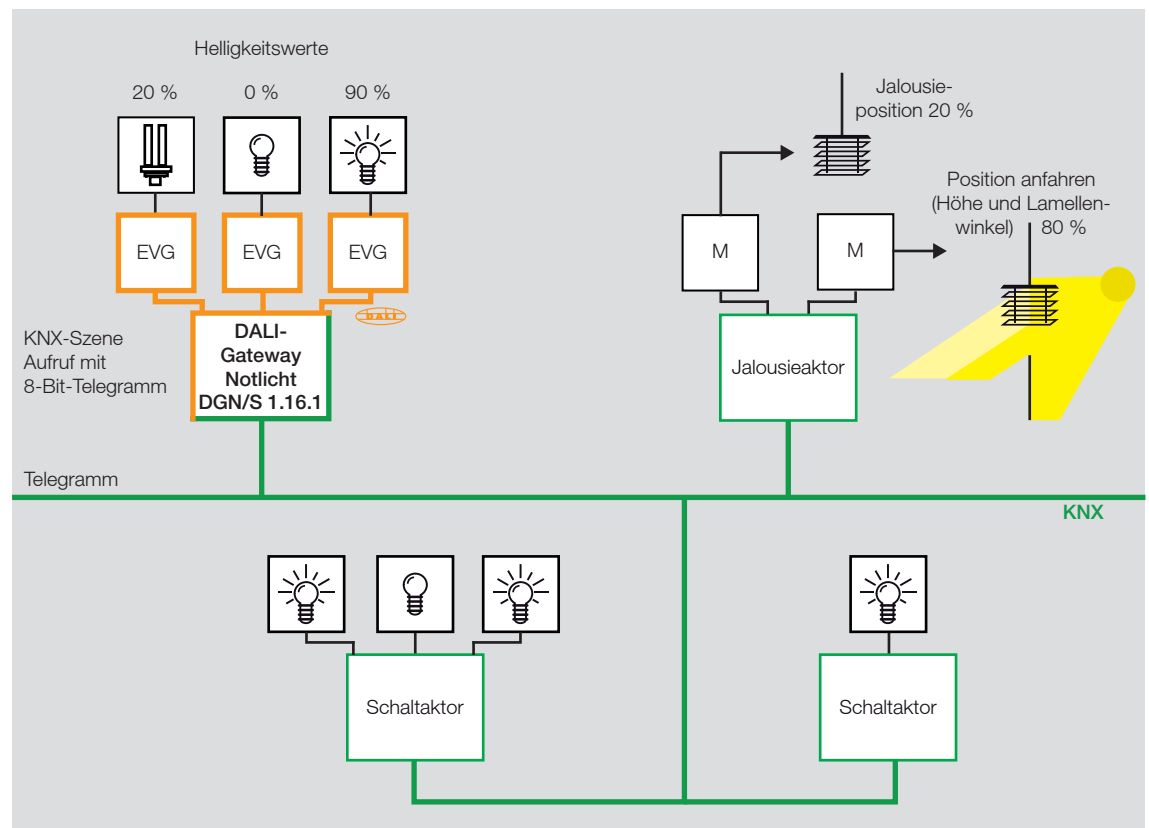 Helligkeitswerte
20 %
0 %
90 %
EVG
EVG
EVG
DALI
KNX-Szene
Aufruf mit
8-Bit-Telegramm
DALI-
Gateway
Notlicht
DGN/S 1.16.1
Jalousie-
position 20 %
Position anfahren
(Höhe und Lamellen-
winkel) 80 %
M
M
Jalousieaktor
Telegramm
KNX
Schaltaktor
Schaltaktor